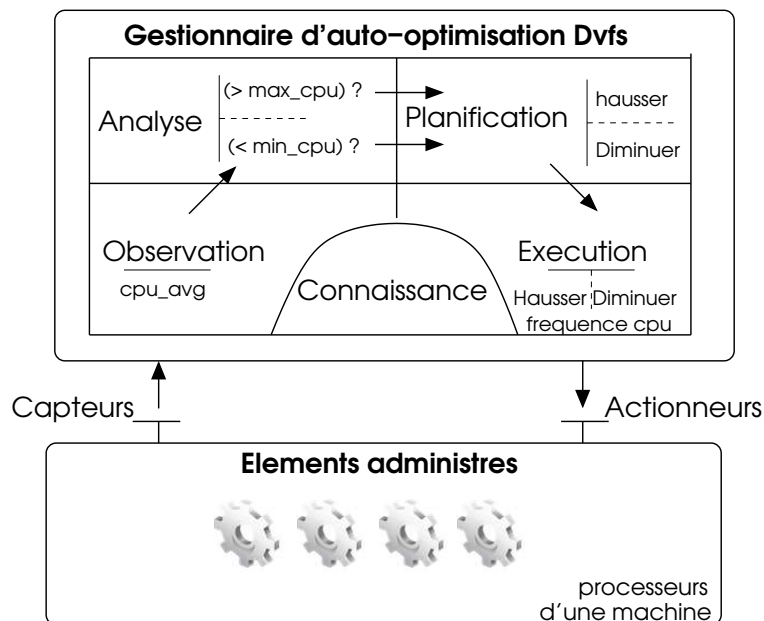 Gestionnaire d'auto-optimisation Dvfs
Analyse
(> max_cpu) ?
(< min_cpu) ?
Planification
hausser
Diminuer
Observation
cpu_avg
Connaissance
Execution
Hausser Diminuer
frequence cpu
Capteurs
Actionneurs
Elements administres
processeurs
d'une machine